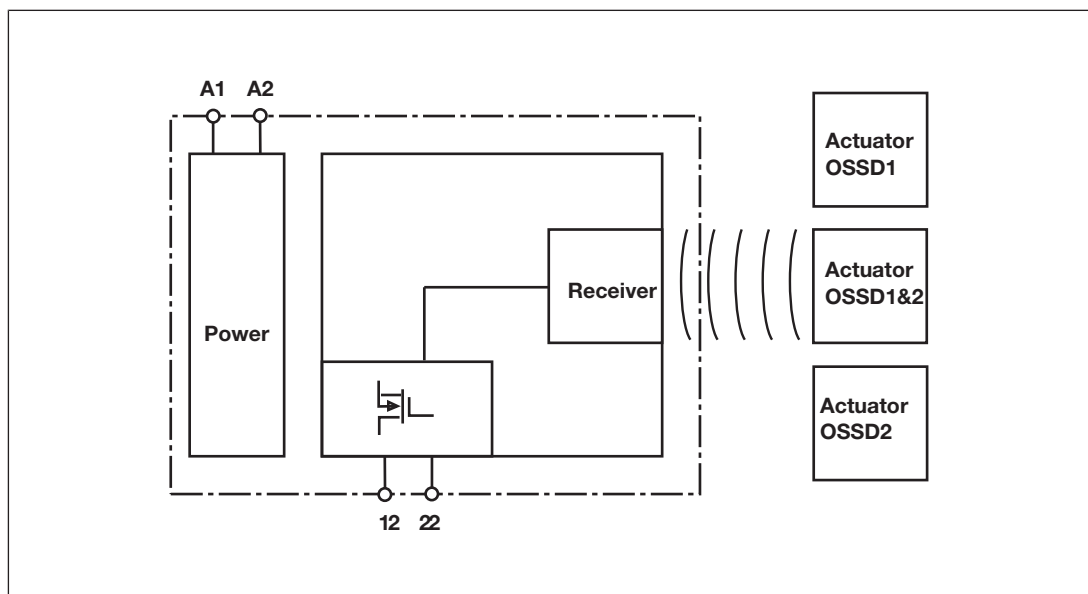 A1 A2
Actuator
OSSD1
Receiver
Actuator
OSSD1&2
Power
Actuator
OSSD2
12 22